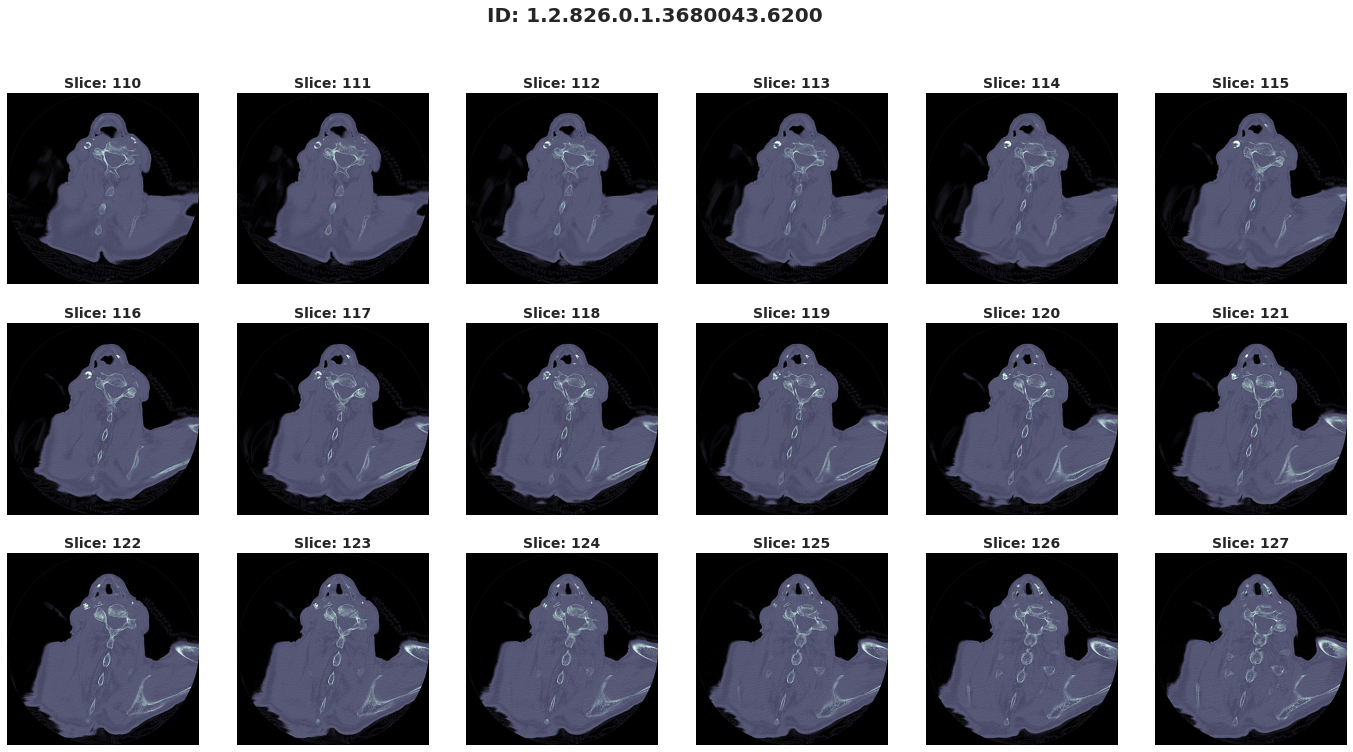 ID: 1.2.826.0.1.3680043.6200
Slice: 110
Slice: 111
Slice: 112
Slice: 113
Slice: 114
Slice: 115
Slice: 116
Slice: 117
Slice: 118
Slice: 119
Slice: 120
Slice: 121
Slice: 122
Slice: 123
Slice: 124
Slice: 125
Slice: 126
Slice: 127